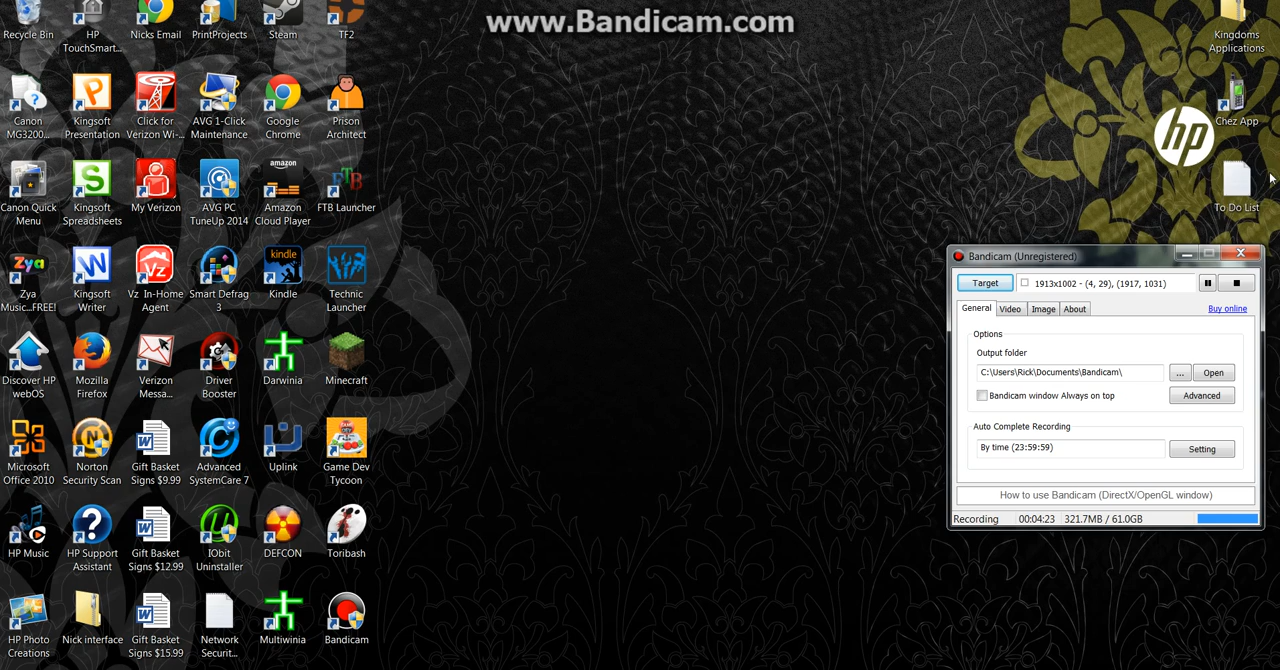 www.Bandicam.com
Recycle Bin
HP
TouchSmart...
Nicks Email
PrintProjects
Steam
TF2
Kingdoms
Applications
Canon
MG3200...
Kingsoft
Presentation
Click for
Verizon Wi-...
AVG 1-Click
Maintenance
Google
Chrome
Prison
Architect
Chez App
hp
Canon Quick
Menu
Kingsoft
Spreadsheets
My Verizon
AVG PC
TuneUp 2014
amazon
Amazon
Cloud Player
FTB
FTB Launcher
To Do List
Zya
Zya
Music...FREE!
Kingsoft
Writer
Vz
Vz In-Home
Agent
Smart Defrag
3
kindle
Kindle
Technic
Launcher
Discover HP
webOS
Mozilla
Firefox
Verizon
Messa...
Driver
Booster
Darwinia
Minecraft
Microsoft
Office 2010
Norton
Security Scan
Gift Basket
Signs $9.99
Advanced
SystemCare 7
Uplink
Game Dev
Tycoon
HP Music
HP Support
Assistant
Gift Basket
Signs $12.99
IObit
Uninstaller
DEFCON
Toribash
HP Photo
Creations
Nick interface
Gift Basket
Signs $15.99
Network
Securit...
Multiwinia
Bandicam
Bandicam (Unregistered)
Target
1913x1002 - (4, 29), (1917, 1031)
General
Video
Image
About
Buy online
Options
Output folder
C:\Users\Rick\Documents\Bandicam\
...
Open
Bandicam window Always on top
Advanced
Auto Complete Recording
By time (23:59:59)
Setting
How to use Bandicam (DirectX/OpenGL window)
Recording 00:04:23 321.7MB / 61.0GB